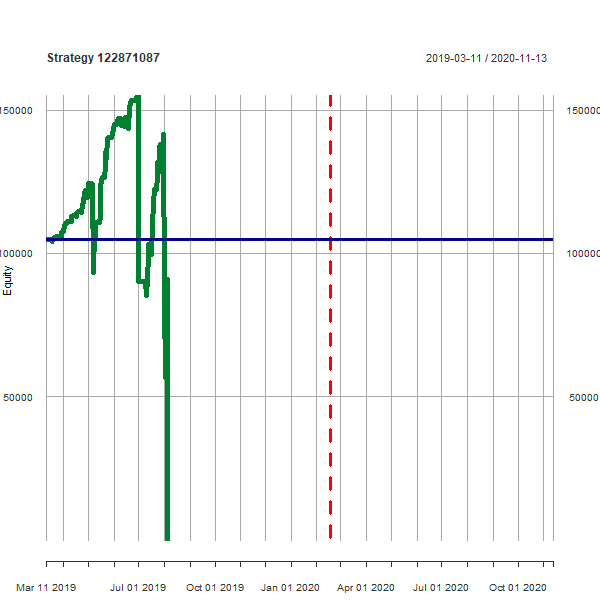 Strategy 122871087
2019-03-11 / 2020-11-13
150000
150000
100000
100000
50000
50000
Equity
Mar 11 2019
Jul 01 2019
Oct 01 2019
Jan 01 2020
Apr 01 2020
Jul 01 2020
Oct 01 2020